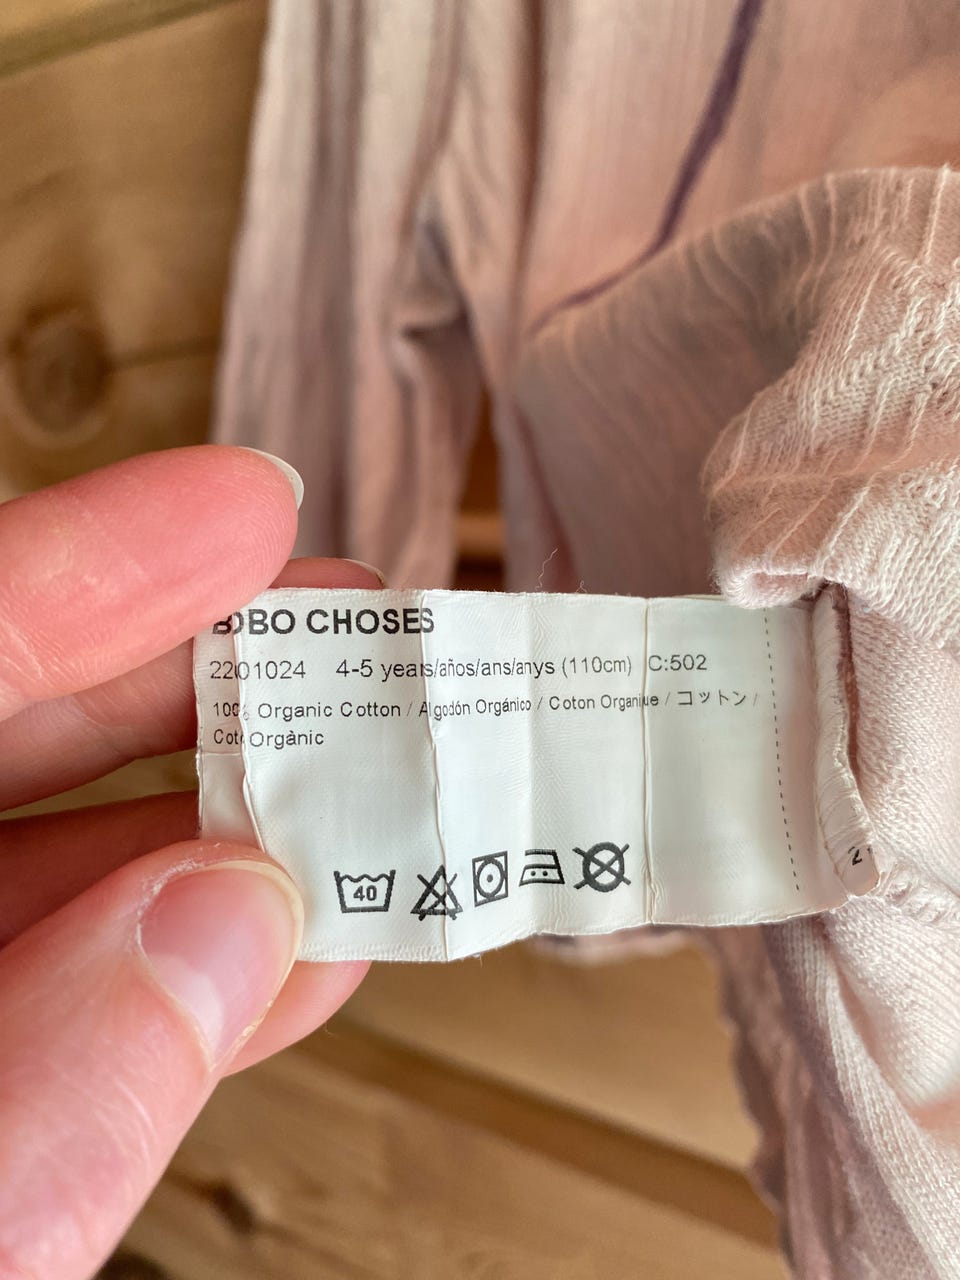 BOBO CHOSES
2201024 4-5 years/años/ans/anys (110cm) C:502
100% Organic Cotton / Algodón Orgánico / Coton Organique / コットン /
Cotó Orgànic
40